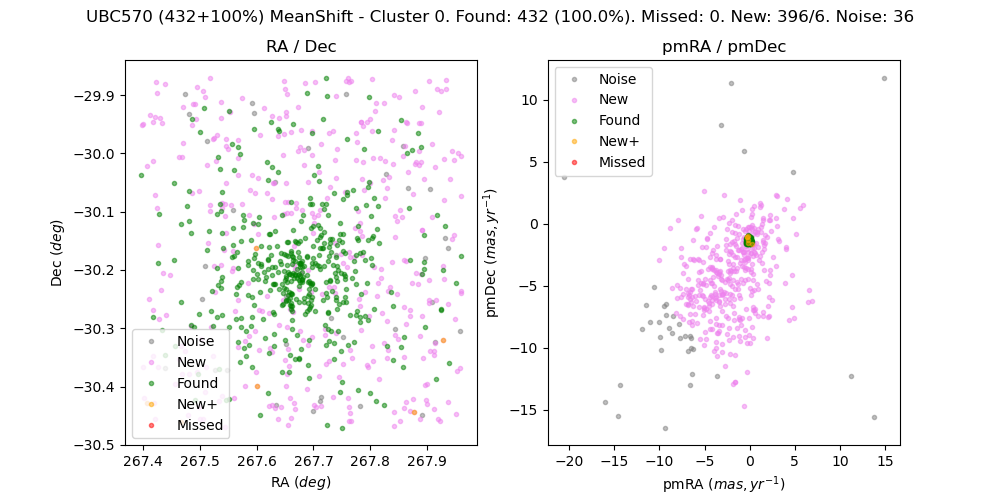 UBC570 (432+100%) MeanShift - Cluster 0. Found: 432 (100.0%). Missed: 0. New: 396/6. Noise: 36
RA / Dec
−29.9
−30.0
−30.1
−30.2
−30.3
−30.4
−30.5
Dec (deg)
Noise
New
Found
New+
Missed
267.4 267.5 267.6 267.7 267.8 267.9
RA (deg)
pmRA / pmDec
10
5
0
−5
−10
−15
pmDec (mas, yr⁻¹)
Noise
New
Found
New+
Missed
−20 −15 −10 −5 0 5 10 15
pmRA (mas, yr⁻¹)